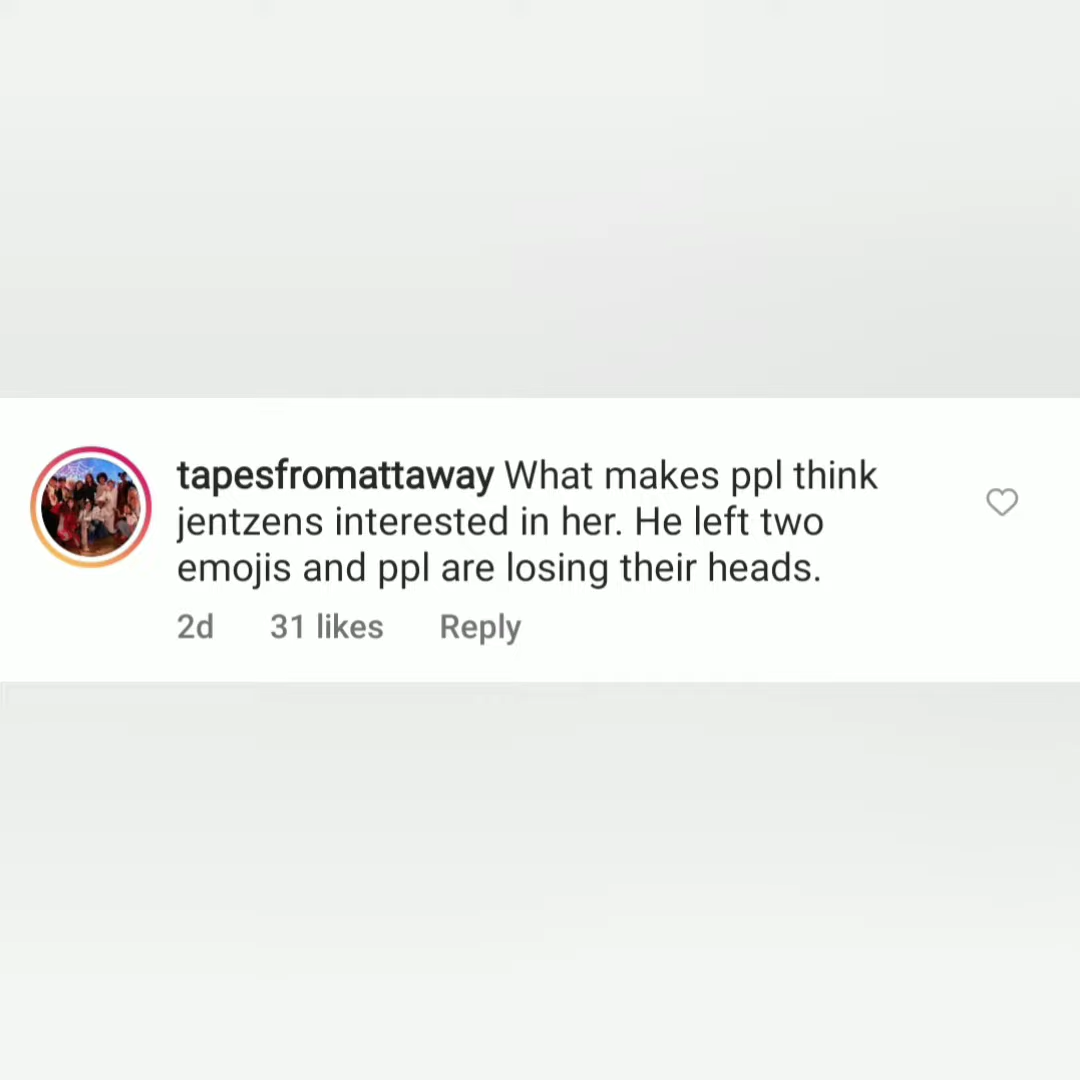 tapesfromattaway What makes ppl think
jentzens interested in her. He left two
emojis and ppl are losing their heads.
2d 31 likes Reply